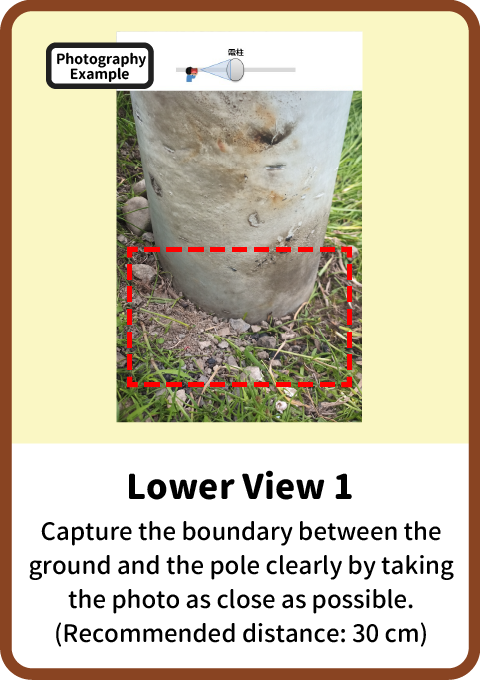 Photography
Example
電柱
Lower View 1
Capture the boundary between the
ground and the pole clearly by taking
the photo as close as possible.
(Recommended distance: 30 cm)